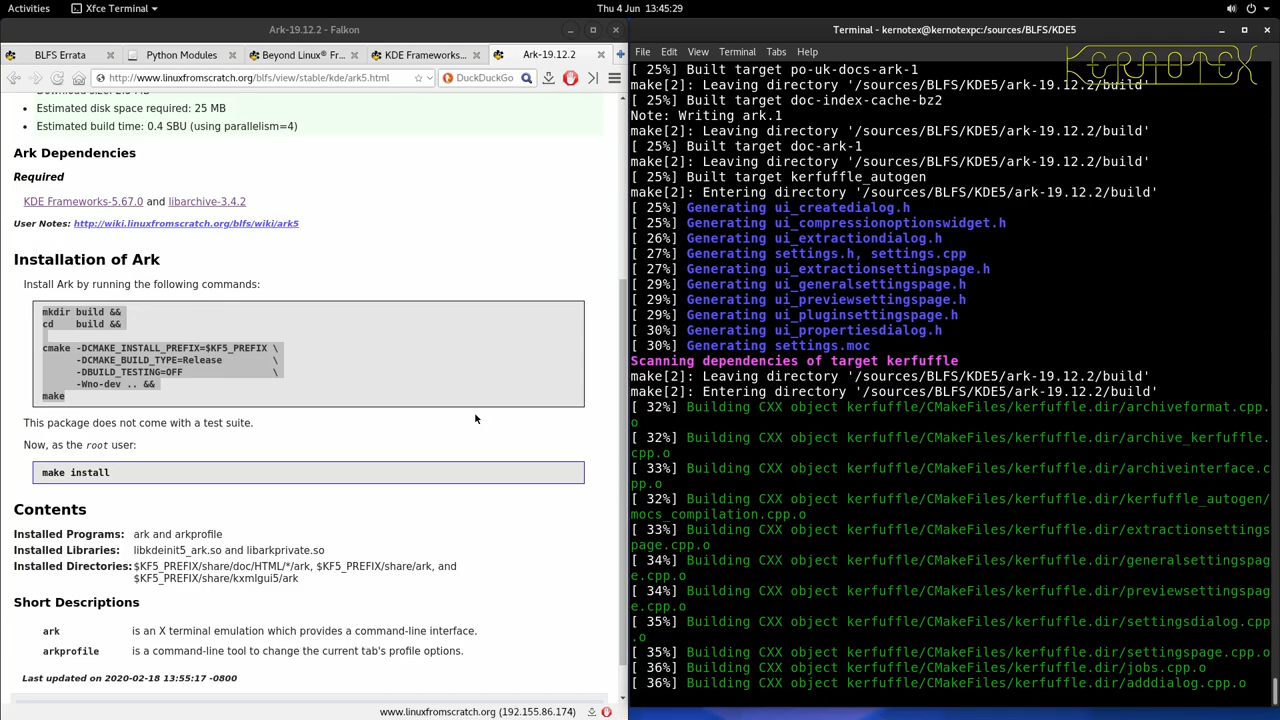 Activities
Xfce Terminal
Thu 4 Jun 13:45:29
Ark-19.12.2 - Falkon
BLFS Errata
Python Modules
Beyond Linux® Fr...
KDE Frameworks...
Ark-19.12.2
http://www.linuxfromscratch.org/blfs/view/stable/kde/ark5.html
DuckDuckGo
Estimated disk space required: 25 MB
Estimated build time: 0.4 SBU (using parallelism=4)
Ark Dependencies
Required
KDE Frameworks-5.67.0 and libarchive-3.4.2
User Notes: http://wiki.linuxfromscratch.org/blfs/wiki/ark5
Installation of Ark
Install Ark by running the following commands:
mkdir build &&
cd    build &&
cmake -DCMAKE_INSTALL_PREFIX=$KF5_PREFIX \
-DCMAKE_BUILD_TYPE=Release         \
-DBUILD_TESTING=OFF                \
-Wno-dev .. &&
make
This package does not come with a test suite.
Now, as the root user:
make install
Contents
Installed Programs: ark and arkprofile
Installed Libraries: libkdeinit5_ark.so and libarkprivate.so
Installed Directories: $KF5_PREFIX/share/doc/HTML/*/ark, $KF5_PREFIX/share/ark, and
$KF5_PREFIX/share/kxmlgui5/ark
Short Descriptions
ark is an X terminal emulation which provides a command-line interface.
arkprofile is a command-line tool to change the current tab's profile options.
Last updated on 2020-02-18 13:55:17 -0800
www.linuxfromscratch.org (192.155.86.174)
Terminal - kernotex@kernotexpc:/sources/BLFS/KDE5
File Edit View Terminal Tabs Help
KERNOTEX
[ 25%] Built target po-uk-docs-ark-1
make[2]: Leaving directory '/sources/BLFS/KDE5/ark-19.12.2/build'
[ 25%] Built target doc-index-cache-bz2
Note: Writing ark.1
make[2]: Leaving directory '/sources/BLFS/KDE5/ark-19.12.2/build'
[ 25%] Built target doc-ark-1
make[2]: Leaving directory '/sources/BLFS/KDE5/ark-19.12.2/build'
[ 25%] Built target kerfuffle_autogen
make[2]: Entering directory '/sources/BLFS/KDE5/ark-19.12.2/build'
[ 25%] Generating ui_createdialog.h
[ 25%] Generating ui_compressionoptionswidget.h
[ 26%] Generating ui_extractiondialog.h
[ 27%] Generating settings.h, settings.cpp
[ 27%] Generating ui_extractionsettingspage.h
[ 29%] Generating ui_generalsettingspage.h
[ 29%] Generating ui_previewsettingspage.h
[ 29%] Generating ui_pluginsettingspage.h
[ 30%] Generating ui_propertiesdialog.h
[ 30%] Generating settings.moc
Scanning dependencies of target kerfuffle
make[2]: Leaving directory '/sources/BLFS/KDE5/ark-19.12.2/build'
make[2]: Entering directory '/sources/BLFS/KDE5/ark-19.12.2/build'
[ 32%] Building CXX object kerfuffle/CMakeFiles/kerfuffle.dir/archiveformat.cpp.
o
[ 32%] Building CXX object kerfuffle/CMakeFiles/kerfuffle.dir/archive_kerfuffle.
cpp.o
[ 33%] Building CXX object kerfuffle/CMakeFiles/kerfuffle.dir/archiveinterface.c
pp.o
[ 32%] Building CXX object kerfuffle/CMakeFiles/kerfuffle.dir/kerfuffle_autogen/
mocs_compilation.cpp.o
[ 33%] Building CXX object kerfuffle/CMakeFiles/kerfuffle.dir/extractionsettings
page.cpp.o
[ 34%] Building CXX object kerfuffle/CMakeFiles/kerfuffle.dir/generalsettingspag
e.cpp.o
[ 34%] Building CXX object kerfuffle/CMakeFiles/kerfuffle.dir/previewsettingspag
e.cpp.o
[ 35%] Building CXX object kerfuffle/CMakeFiles/kerfuffle.dir/settingsdialog.cpp
.o
[ 35%] Building CXX object kerfuffle/CMakeFiles/kerfuffle.dir/settingspage.cpp.o
[ 36%] Building CXX object kerfuffle/CMakeFiles/kerfuffle.dir/jobs.cpp.o
[ 36%] Building CXX object kerfuffle/CMakeFiles/kerfuffle.dir/adddialog.cpp.o